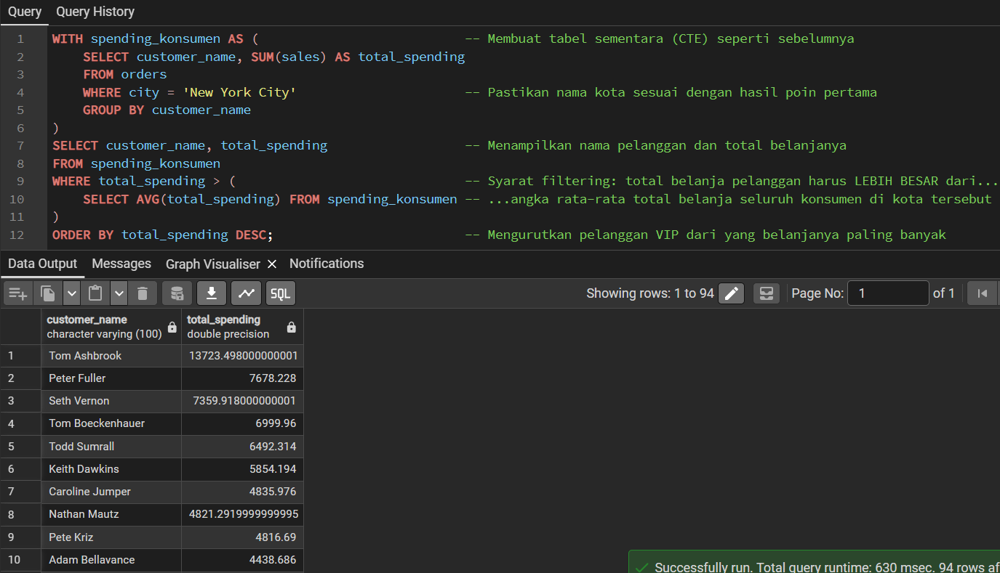 Query Query History
1 WITH spending_konsumen AS ( -- Membuat tabel sementara (CTE) seperti sebelumnya
2 SELECT customer_name, SUM(sales) AS total_spending
3 FROM orders
4 WHERE city = 'New York City' -- Pastikan nama kota sesuai dengan hasil poin pertama
5 GROUP BY customer_name
6 )
7 SELECT customer_name, total_spending -- Menampilkan nama pelanggan dan total belanjanya
8 FROM spending_konsumen
9 WHERE total_spending > ( -- Syarat filtering: total belanja pelanggan harus LEBIH BESAR dari...
10 SELECT AVG(total_spending) FROM spending_konsumen -- ...angka rata-rata total belanja seluruh konsumen di kota tersebut
11 )
12 ORDER BY total_spending DESC; -- Mengurutkan pelanggan VIP dari yang belanjanya paling banyak
Data Output Messages Graph Visualiser Notifications
SQL Showing rows: 1 to 94 Page No: 1 of 1
customer_name total_spending
character varying (100) double precision
1 Tom Ashbrook 13723.498000000001
2 Peter Fuller 7678.228
3 Seth Vernon 7359.918000000001
4 Tom Boeckenhauer 6999.96
5 Todd Sumrall 6492.314
6 Keith Dawkins 5854.194
7 Caroline Jumper 4835.976
8 Nathan Mautz 4821.2919999999995
9 Pete Kriz 4816.69
10 Adam Bellavance 4438.686
Successfully run. Total query runtime: 630 msec. 94 rows af